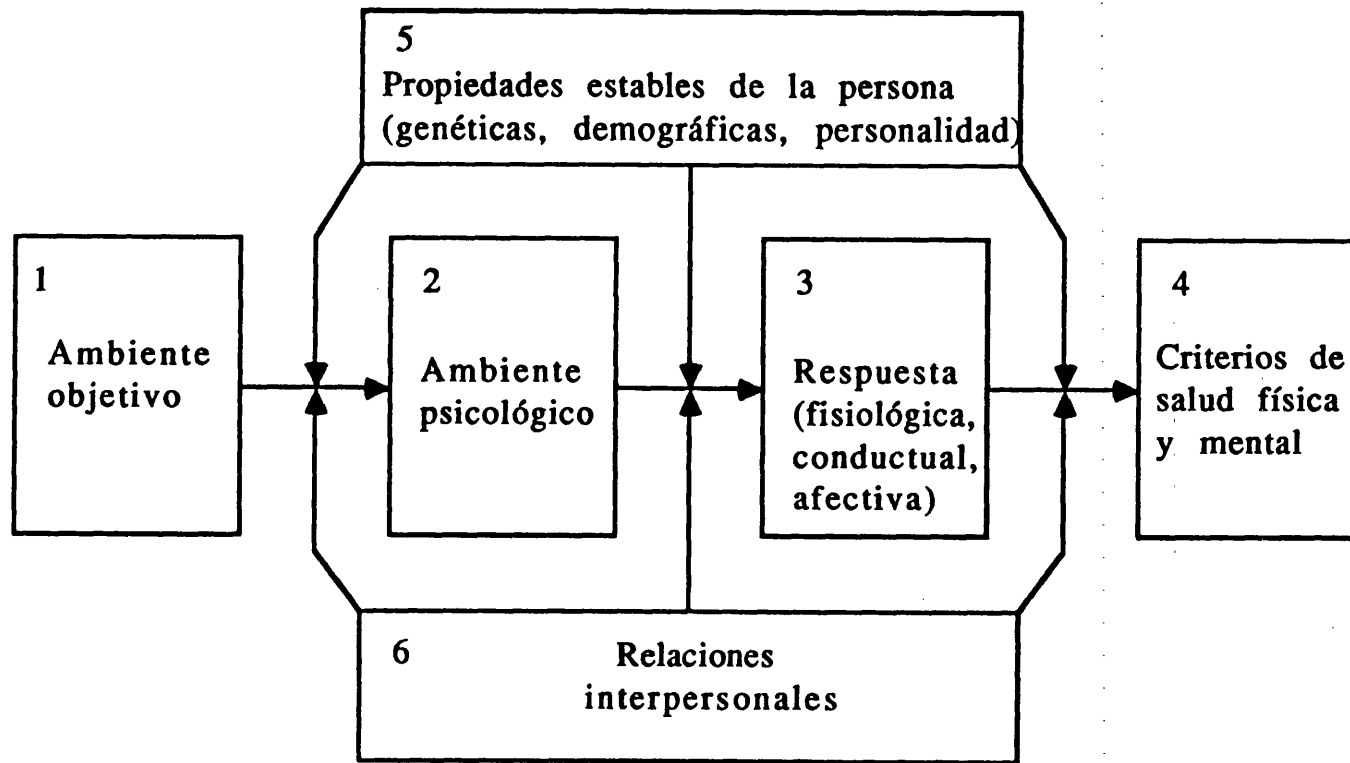 5
Propiedades estables de la persona
(genéticas, demográficas, personalidad)
1
Ambiente
objetivo
2
Ambiente
psicológico
3
Respuesta
(fisiológica,
conductual,
afectiva)
4
Criterios de
salud física
y mental
6 Relaciones
interpersonales